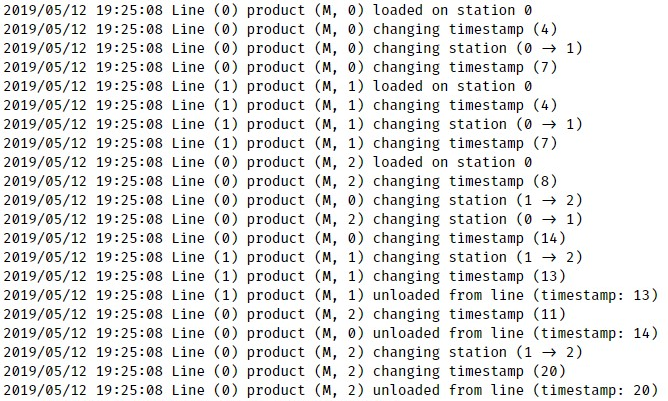 2019/05/12 19:25:08 Line (0) product (M, 0) loaded on station 0
2019/05/12 19:25:08 Line (0) product (M, 0) changing timestamp (4)
2019/05/12 19:25:08 Line (0) product (M, 0) changing station (0 → 1)
2019/05/12 19:25:08 Line (0) product (M, 0) changing timestamp (7)
2019/05/12 19:25:08 Line (1) product (M, 1) loaded on station 0
2019/05/12 19:25:08 Line (1) product (M, 1) changing timestamp (4)
2019/05/12 19:25:08 Line (1) product (M, 1) changing station (0 → 1)
2019/05/12 19:25:08 Line (1) product (M, 1) changing timestamp (7)
2019/05/12 19:25:08 Line (0) product (M, 2) loaded on station 0
2019/05/12 19:25:08 Line (0) product (M, 2) changing timestamp (8)
2019/05/12 19:25:08 Line (0) product (M, 0) changing station (1 → 2)
2019/05/12 19:25:08 Line (0) product (M, 2) changing station (0 → 1)
2019/05/12 19:25:08 Line (0) product (M, 0) changing timestamp (14)
2019/05/12 19:25:08 Line (1) product (M, 1) changing station (1 → 2)
2019/05/12 19:25:08 Line (1) product (M, 1) changing timestamp (13)
2019/05/12 19:25:08 Line (1) product (M, 1) unloaded from line (timestamp: 13)
2019/05/12 19:25:08 Line (0) product (M, 2) changing timestamp (11)
2019/05/12 19:25:08 Line (0) product (M, 0) unloaded from line (timestamp: 14)
2019/05/12 19:25:08 Line (0) product (M, 2) changing station (1 → 2)
2019/05/12 19:25:08 Line (0) product (M, 2) changing timestamp (20)
2019/05/12 19:25:08 Line (0) product (M, 2) unloaded from line (timestamp: 20)